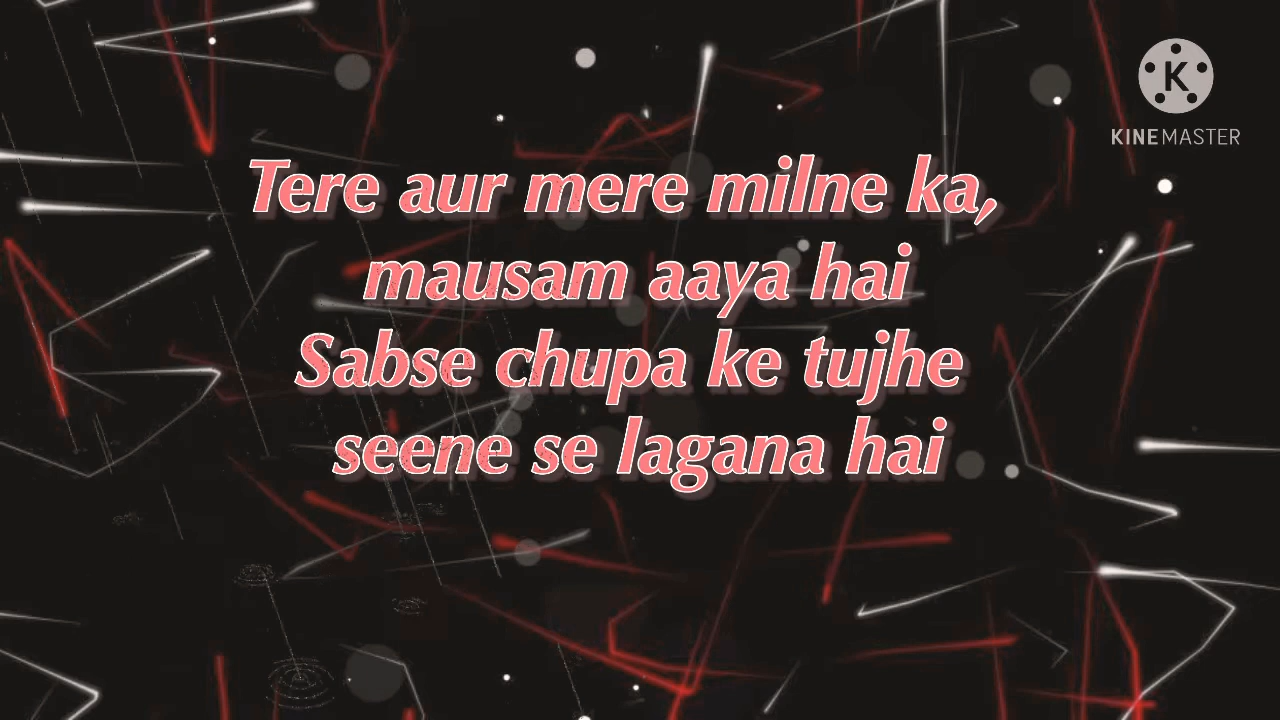 K
KINEMASTER
Tere aur mere milne ka,
mausam aaya hai
Sabse chupa ke tujhe
seene se lagana hai